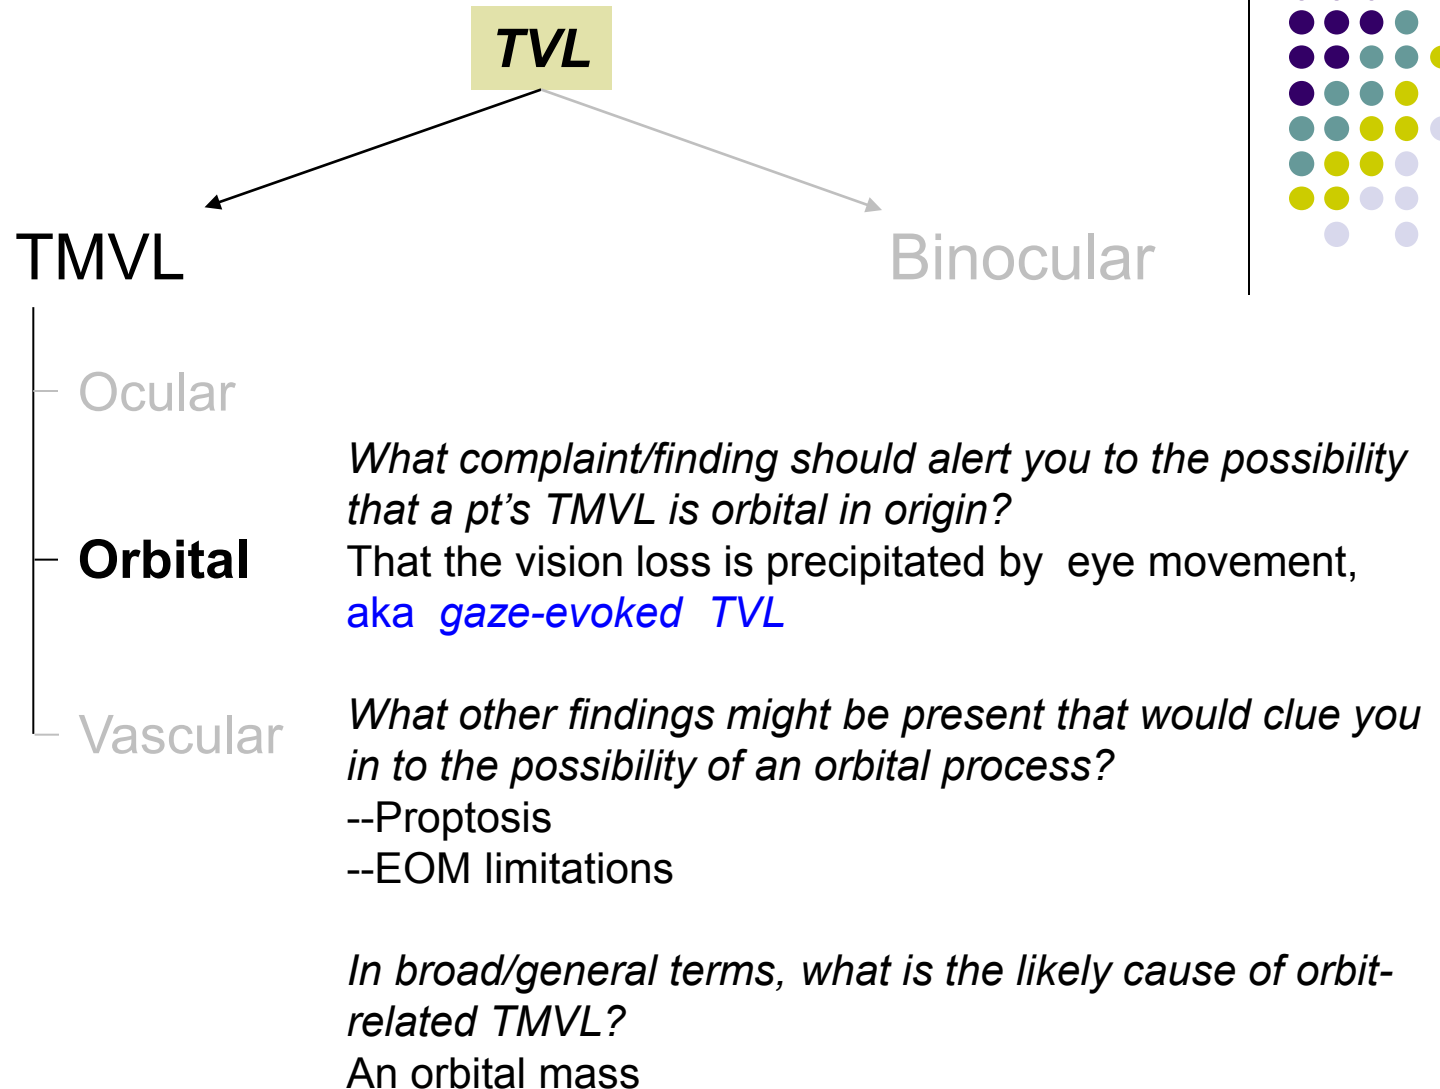 TVL
TMVL
Binocular
Ocular
Orbital
Vascular
What complaint/finding should alert you to the possibility
that a pt’s TMVL is orbital in origin?
That the vision loss is precipitated by  eye movement,
aka  gaze-evoked  TVL
What other findings might be present that would clue you
in to the possibility of an orbital process?
--Proptosis
--EOM limitations
In broad/general terms, what is the likely cause of orbit-
related TMVL?
An orbital mass